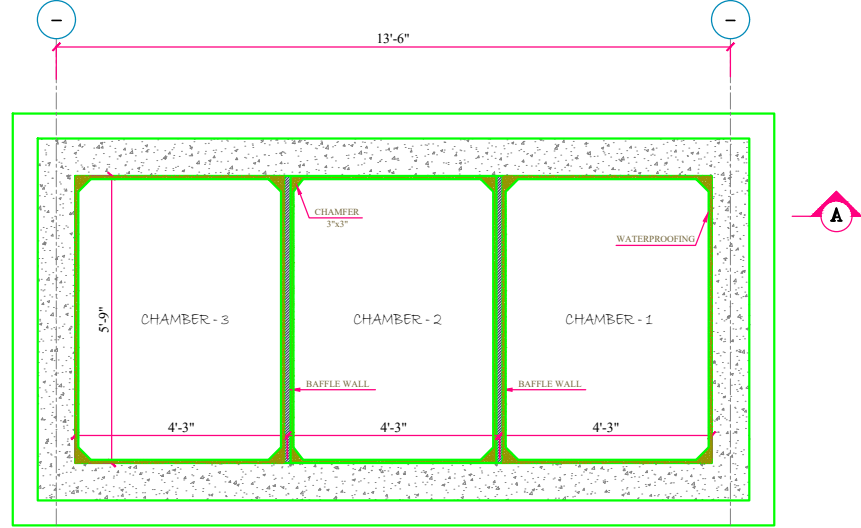 –
–
13'-6"
CHAMFER
3"x3"
A
WATERPROOFING
5'-9"
CHAMBER - 3
CHAMBER - 2
CHAMBER - 1
BAFFLE WALL
BAFFLE WALL
4'-3"
4'-3"
4'-3"